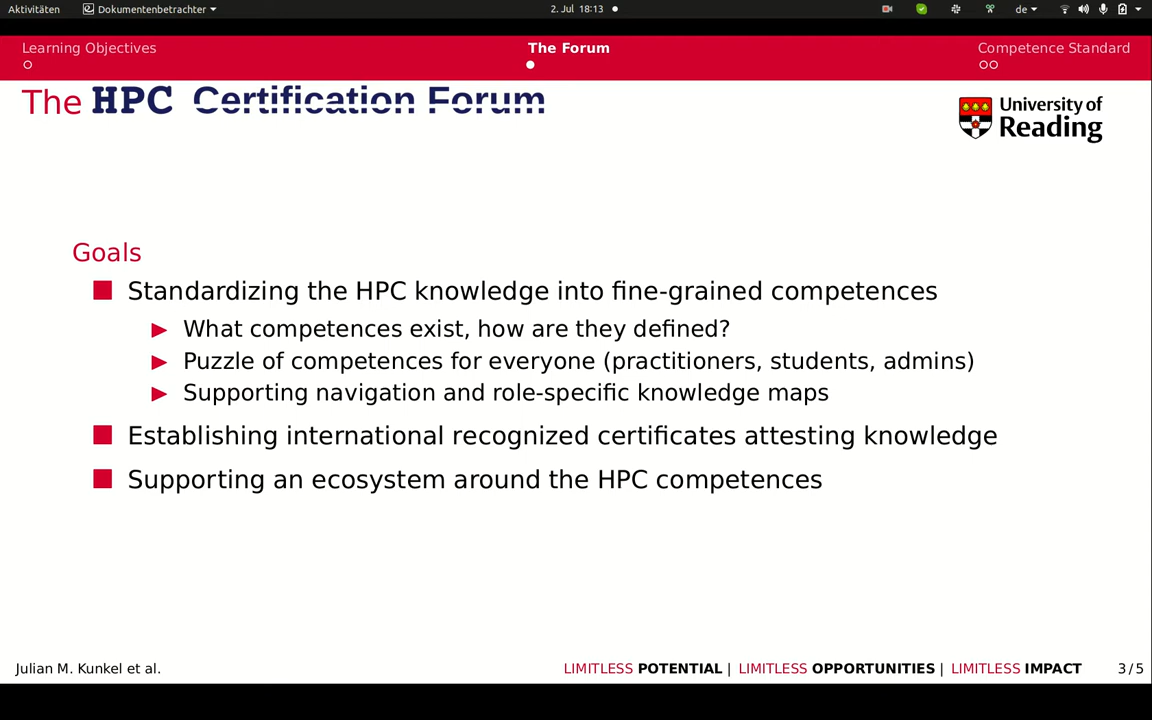 Aktivitäten Dokumentenbetrachter 2. Jul 18:13 de
Learning Objectives The Forum Competence Standard
The HPC Certification Forum
University of
Reading
Goals
Standardizing the HPC knowledge into fine-grained competences
What competences exist, how are they defined?
Puzzle of competences for everyone (practitioners, students, admins)
Supporting navigation and role-specific knowledge maps
Establishing international recognized certificates attesting knowledge
Supporting an ecosystem around the HPC competences
Julian M. Kunkel et al. LIMITLESS POTENTIAL | LIMITLESS OPPORTUNITIES | LIMITLESS IMPACT 3/5